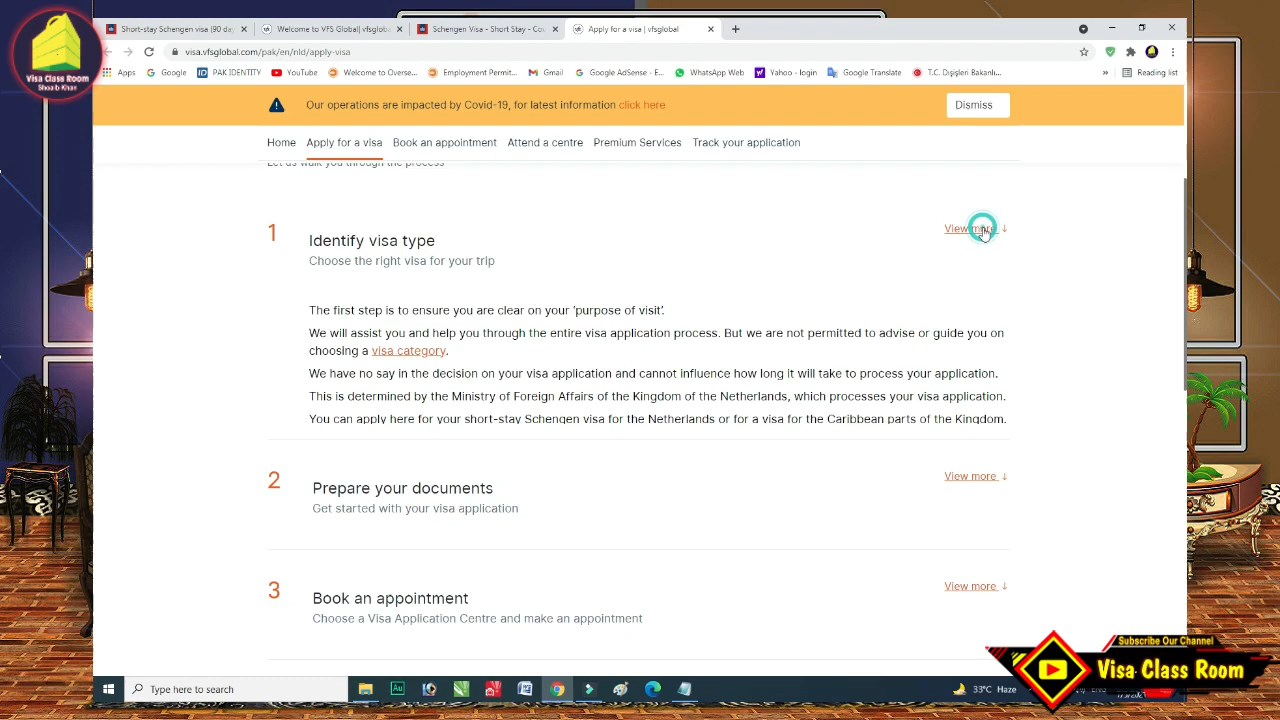 Visa Class Room
Shoaib Khan
Short-stay Schengen visa (90 da
Welcome to VFS Global| vfsgloba
Schengen Visa - Short Stay - Cov
Apply for a visa | vfsglobal
visa.vfsglobal.com/pak/en/nld/apply-visa
Apps
Google
PAK IDENTITY
YouTube
Welcome to Overse...
Employment Permit...
Gmail
Google AdSense - E...
WhatsApp Web
Yahoo - login
Google Translate
T.C. Dışişleri Bakanlı...
Reading list
Our operations are impacted by Covid-19, for latest information click here
Dismiss
Home Apply for a visa Book an appointment Attend a centre Premium Services Track your application
Let us walk you through the process
1
View more ↓
Identify visa type
Choose the right visa for your trip
The first step is to ensure you are clear on your ‘purpose of visit’.
We will assist you and help you through the entire visa application process. But we are not permitted to advise or guide you on
choosing a visa category.
We have no say in the decision on your visa application and cannot influence how long it will take to process your application.
This is determined by the Ministry of Foreign Affairs of the Kingdom of the Netherlands, which processes your visa application.
You can apply here for your short-stay Schengen visa for the Netherlands or for a visa for the Caribbean parts of the Kingdom.
2
View more ↓
Prepare your documents
Get started with your visa application
3
View more ↓
Book an appointment
Choose a Visa Application Centre and make an appointment
Subscribe Our Channel
Visa Class Room
Type here to search
33°C Haze